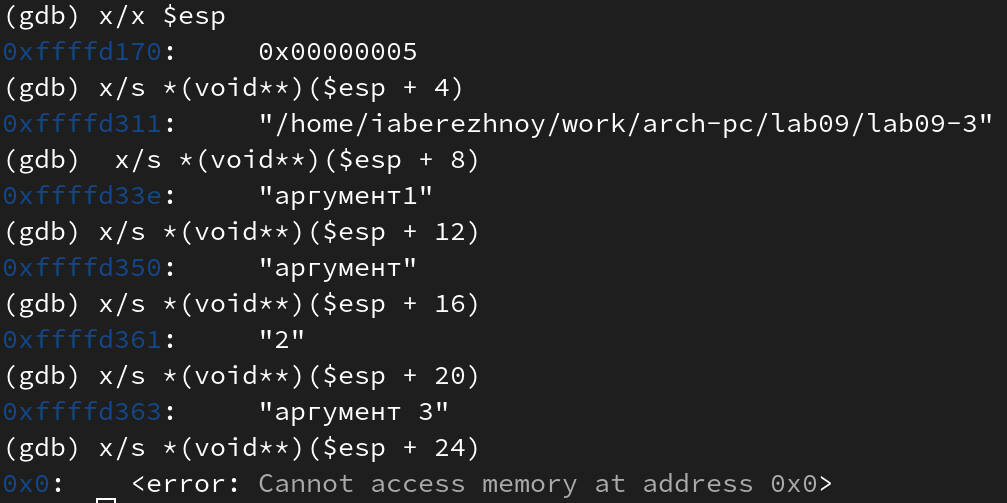 (gdb) x/x $esp
0xffffd170:     0x00000005
(gdb) x/s *(void**)($esp + 4)
0xffffd311:     "/home/iaberezhnoy/work/arch-pc/lab09/lab09-3"
(gdb)  x/s *(void**)($esp + 8)
0xffffd33e:     "аргумент1"
(gdb) x/s *(void**)($esp + 12)
0xffffd350:     "аргумент"
(gdb) x/s *(void**)($esp + 16)
0xffffd361:     "2"
(gdb) x/s *(void**)($esp + 20)
0xffffd363:     "аргумент 3"
(gdb) x/s *(void**)($esp + 24)
0x0:    <error: Cannot access memory at address 0x0>